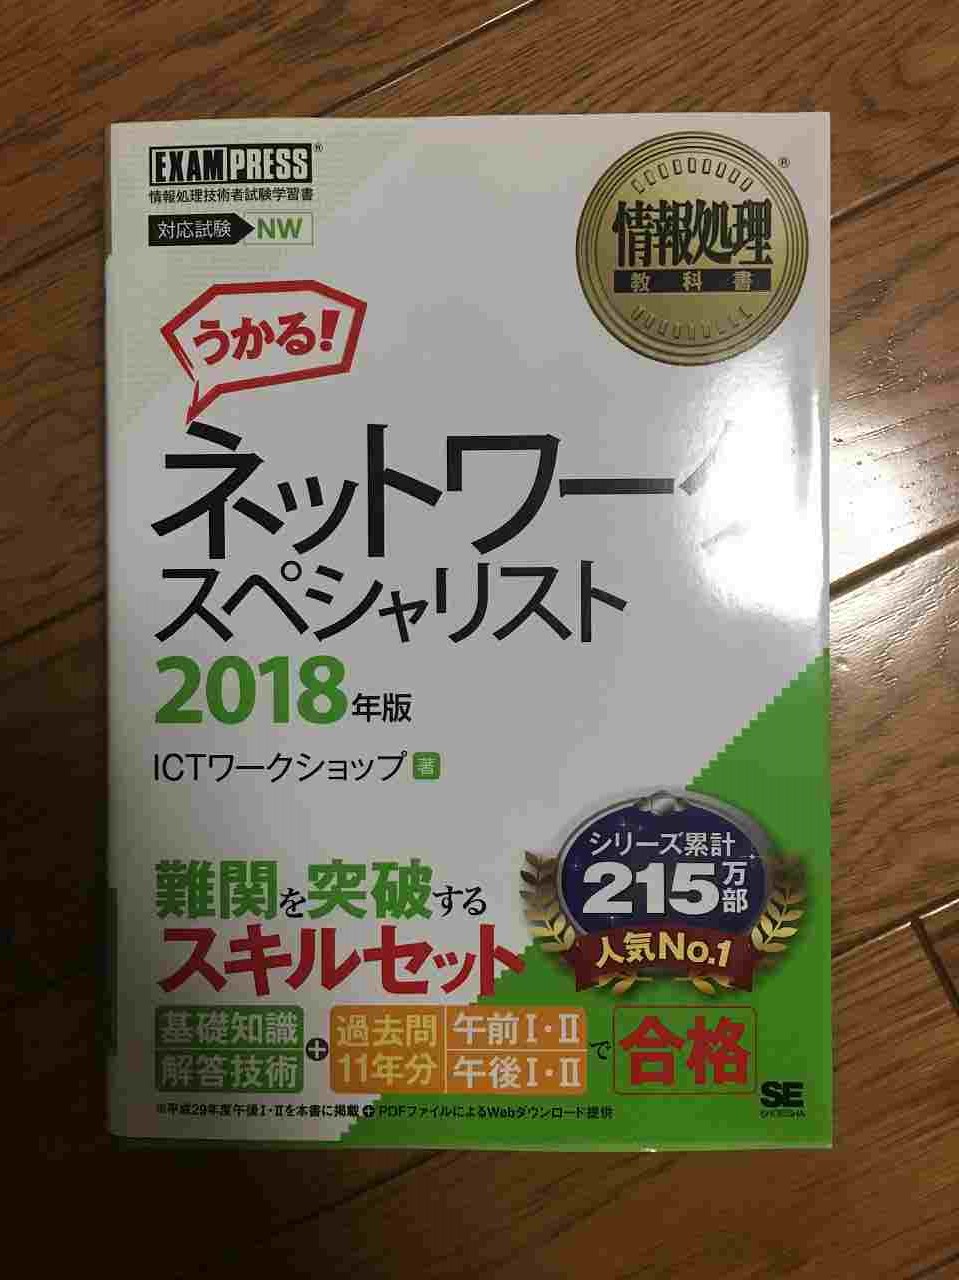 EXAMPRESS®
情報処理技術者試験学習書
対応試験 NW
情報処理®
教科書
うかる!
ネットワーク
スペシャリスト
2018年版
ICTワークショップ 著
シリーズ累計
215万部
人気No.1
難関を突破する
スキルセット
基礎知識
解答技術
+
過去問
11年分
午前I・II
午後I・II
で
合格
※平成29年度午後I・IIを本書に掲載+PDFファイルによるWebダウンロード提供
SE
SHOEISHA